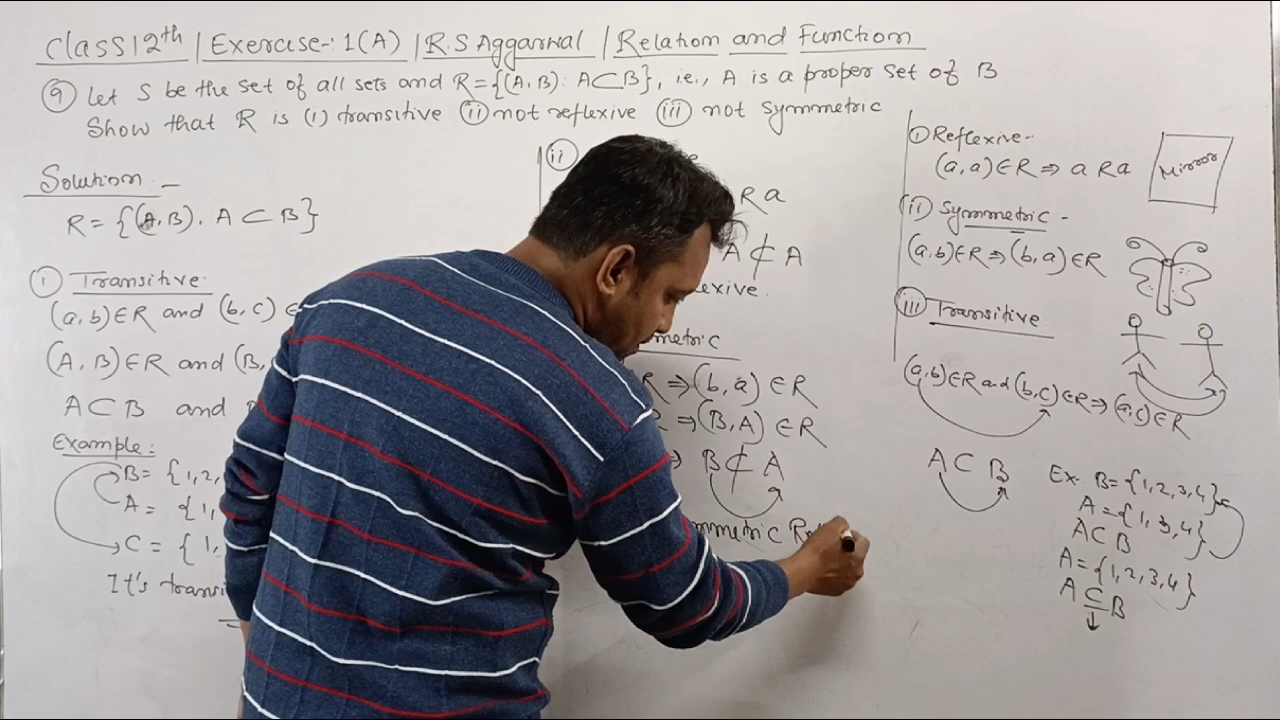 Class 12th | Exercise-: 1(A) | R.S Aggarwal | Relation and Function
(9) Let S be the set of all sets and R={(A,B): A⊂B}, i.e., A is a proper set of B
Show that R is (i) transitive (ii) not reflexive (iii) not symmetric
Solution:-
R = {(A,B). A ⊂ B}
(i) Transitive:
(a,b)∈R and (b,c) ∈
(A,B)∈R and (B,
A⊂B and
Example:
B= {1,2,
A= {1,
C= {1,
It's transi
(ii)
R a
A ⊄ A
exive.
metric
R ⇒(b,a) ∈R
⇒(B,A) ∈R
B ⊄ A
mmetric
(i) Reflexive-
(a,a)∈R ⇒ a R a
Mirror
(ii) Symmetric -
(a,b)∈R ⇒ (b,a)∈R
(iii) Transitive
(a,b)∈R and (b,c)∈R ⇒ (a,c)∈R
A ⊂ B
Ex- B={1,2,3,4}
A={1,3,4}
A⊂B
A={1,2,3,4}
A ⊆ B